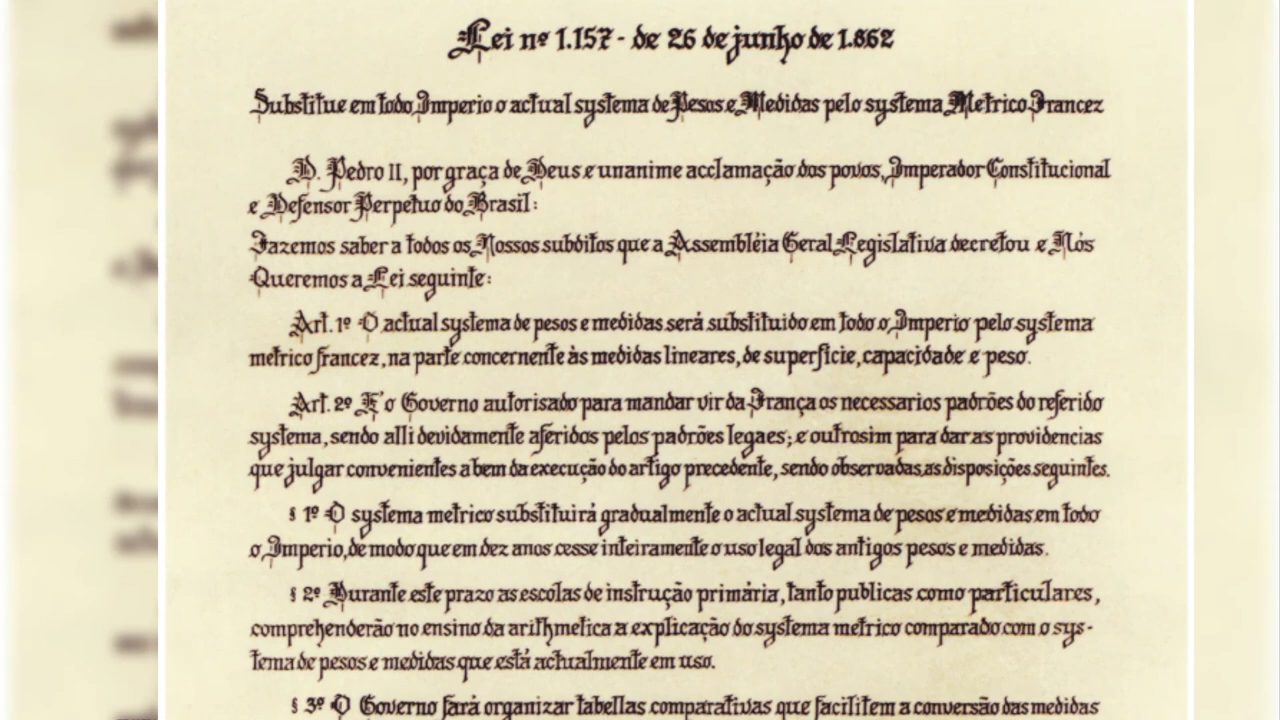 Lei nº 1.157 - de 26 de junho de 1.862
Substitue em todo Imperio o actual systema de Pesos e Medidas pelo systema Metrico Francez
D. Pedro II, por graça de Deus e unanime acclamação dos povos, Imperador Constitucional
e Defensor Perpetuo do Brasil:
Fazemos saber a todos os Nossos subditos que a Assembléia Geral Legislativa decretou e Nós
Queremos a Lei seguinte:
Art. 1º O actual systema de pesos e medidas será substituido em todo o Imperio pelo systema
metrico francez, na parte concernente às medidas lineares, de superficie, capacidade e peso.
Art. 2º E' o Governo autorisado para mandar vir da França os necessarios padrões do referido
systema, sendo alli devidamente aferidos pelos padrões legaes; e outrosim para dar as providencias
que julgar convenientes a bem da execução do artigo precedente, sendo observadas as disposições seguintes.
§ 1º O systema metrico substituirá gradualmente o actual systema de pesos e medidas em todo
o Imperio, de modo que em dez anos cesse inteiramente o uso legal dos antigos pesos e medidas.
§ 2º Durante este prazo as escolas de instrução primária, tanto publicas como particulares,
comprehenderão no ensino da arithmetica a explicação do systema metrico comparado com o sys-
tema de pesos e medidas que está actualmente em uso.
§ 3º O Governo fará organizar tabellas comparativas que facilitem a conversão das medidas